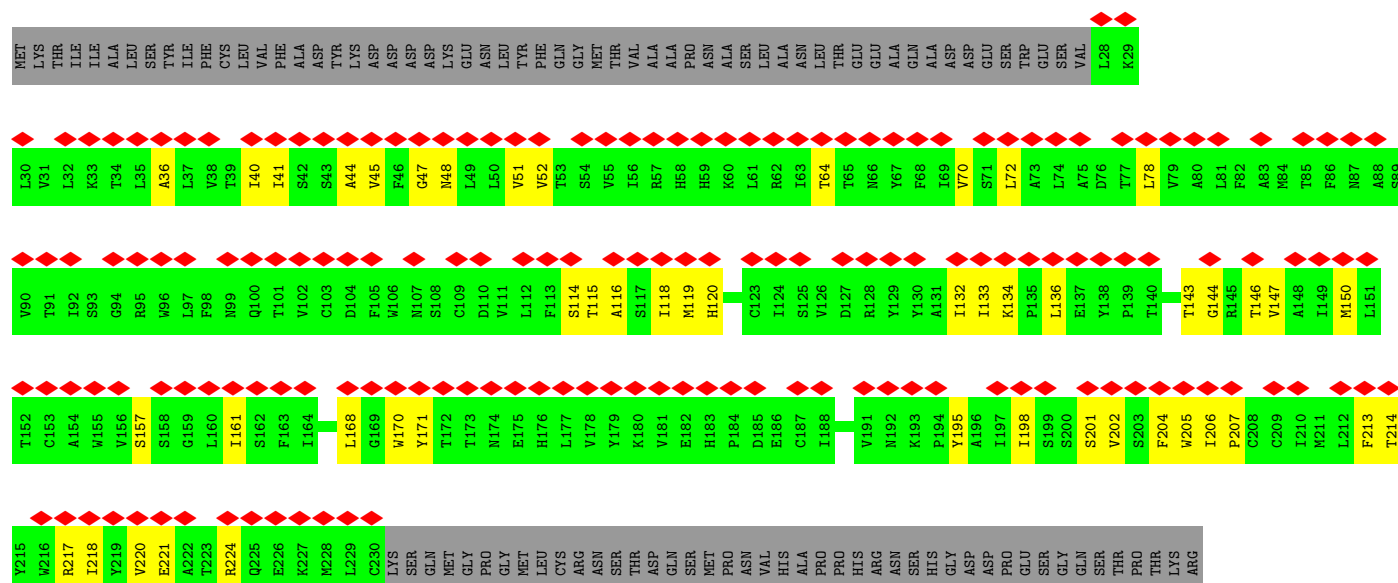 MET LYS THR ILE ILE ALA LEU SER TYR ILE PHE CYS LEU VAL PHE ALA ASP TYR LYS ASP ASP ASP ASP LYS GLU ASN LEU TYR PHE GLN GLY MET THR VAL ALA ALA PRO ASN ALA SER LEU ALA ASN LEU THR GLU GLU ALA GLN ALA ASP ASP GLU SER TRP GLU SER VAL L28 K29
L30 V31 L32 K33 T34 L35 A36 L37 V38 T39 I40 I41 S42 S43 A44 V45 F46 G47 N48 L49 L50 V51 V52 T53 S54 V55 I56 R57 H58 H59 K60 L61 R62 I63 T64 T65 N66 Y67 F68 I69 V70 S71 L72 A73 L74 A75 D76 T77 L78 V79 A80 L81 F82 A83 M84 T85 F86 N87 A88 S89
V90 T91 I92 S93 G94 R95 W96 L97 F98 N99 Q100 T101 V102 C103 D104 F105 W106 N107 S108 C109 D110 V111 L112 F113 S114 T115 A116 S117 I118 M119 H120 C123 I124 S125 V126 D127 R128 Y129 Y130 A131 I132 I133 K134 P135 L136 E137 Y138 P139 T140 T143 G144 R145 T146 V147 A148 I149 M150 L151
T152 C153 A154 W155 V156 S157 S158 G159 L160 I161 S162 F163 I164 L168 G169 W170 Y171 T172 T173 N174 E175 H176 L177 V178 Y179 K180 V181 E182 H183 P184 D185 E186 C187 I188 V191 N192 K193 P194 Y195 A196 I197 I198 S199 S200 S201 V202 S203 F204 W205 I206 P207 C208 C209 I210 M211 L212 F213 T214
Y215 W216 R217 I218 Y219 V220 E221 A222 T223 R224 Q225 E226 K227 M228 L229 C230 LYS SER GLN MET GLY PRO GLY MET LEU CYS ARG ASN SER THR ASP GLN SER MET PRO ASN VAL HIS ALA PRO PRO HIS ARG ASN SER HIS GLY ASP ASP PRO GLU SER GLY GLN SER THR PRO THR LYS ARG